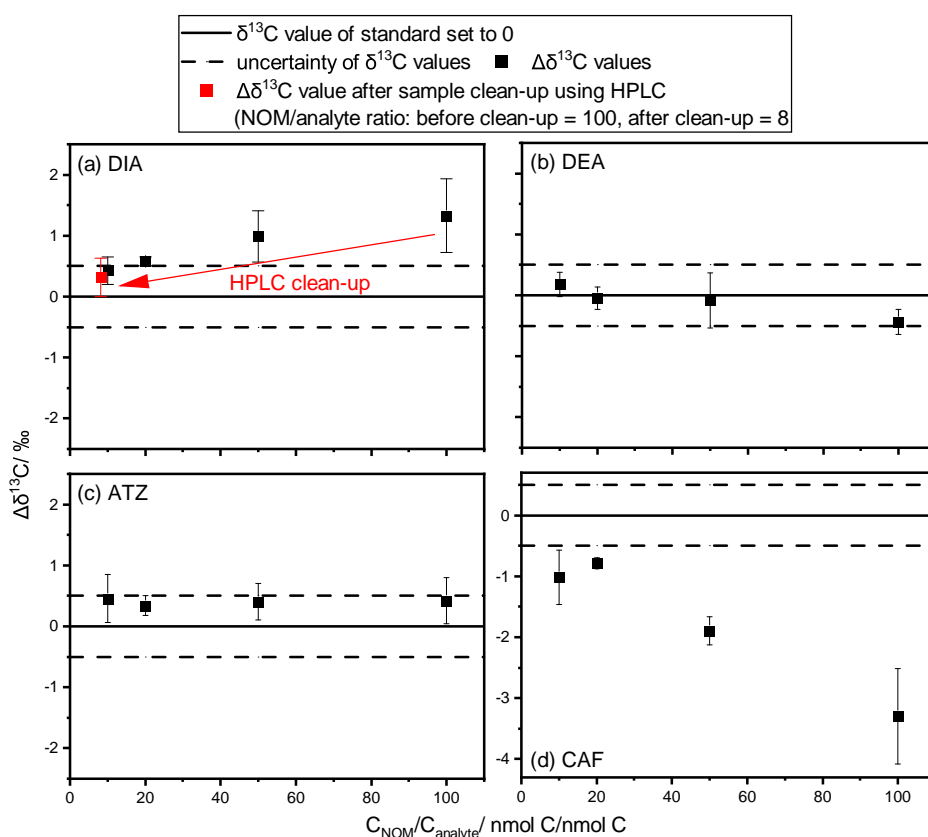 δ¹³C value of standard set to 0
uncertainty of δ¹³C values Δδ¹³C values
Δδ¹³C value after sample clean-up using HPLC
(NOM/analyte ratio: before clean-up = 100, after clean-up = 8
(a) DIA
(b) DEA
2
1
0
-1
-2
HPLC clean-up
Δδ¹³C/ ‰
(c) ATZ
2
1
0
-1
-2
0
-1
-2
-3
-4
(d) CAF
0 20 40 60 80 100
0 20 40 60 80 100
C_NOM/C_analyte/ nmol C/nmol C